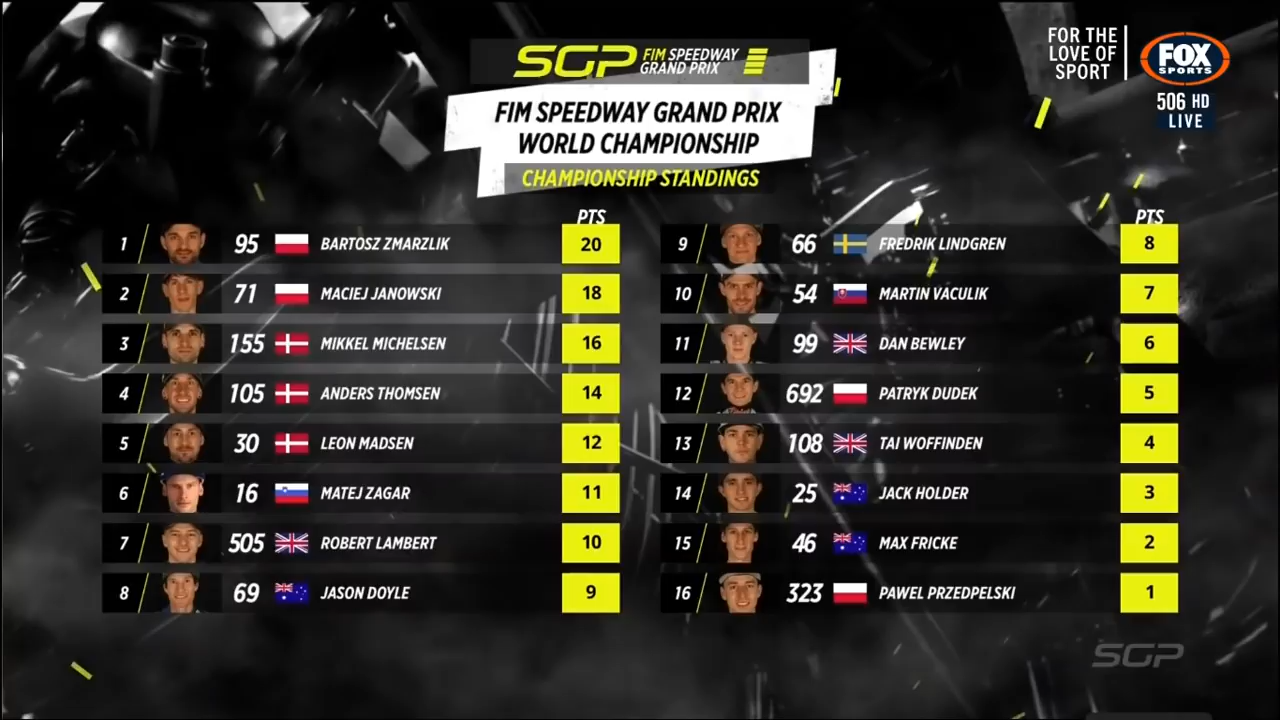 FOR THE
LOVE OF
SPORT
FOX
SPORTS
506 HD
LIVE
SGP FIM SPEEDWAY
GRAND PRIX
FIM SPEEDWAY GRAND PRIX
WORLD CHAMPIONSHIP
CHAMPIONSHIP STANDINGS
PTS
1 95 BARTOSZ ZMARZLIK 20
2 71 MACIEJ JANOWSKI 18
3 155 MIKKEL MICHELSEN 16
4 105 ANDERS THOMSEN 14
5 30 LEON MADSEN 12
6 16 MATEJ ZAGAR 11
7 505 ROBERT LAMBERT 10
8 69 JASON DOYLE 9
PTS
9 66 FREDRIK LINDGREN 8
10 54 MARTIN VACULIK 7
11 99 DAN BEWLEY 6
12 692 PATRYK DUDEK 5
13 108 TAI WOFFINDEN 4
14 25 JACK HOLDER 3
15 46 MAX FRICKE 2
16 323 PAWEL PRZEDPELSKI 1
SGP